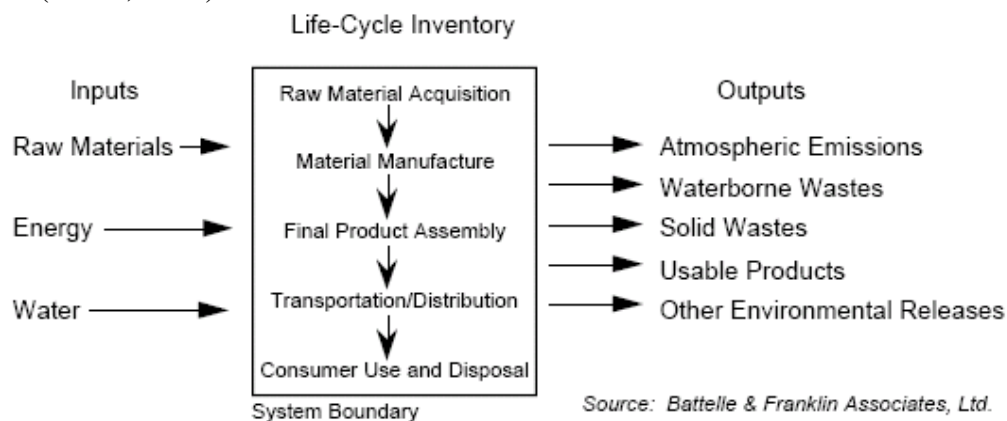 Life-Cycle Inventory
Inputs
Raw Materials
Energy
Water
Raw Material Acquisition
Material Manufacture
Final Product Assembly
Transportation/Distribution
Consumer Use and Disposal
System Boundary
Outputs
Atmospheric Emissions
Waterborne Wastes
Solid Wastes
Usable Products
Other Environmental Releases
Source: Battelle & Franklin Associates, Ltd.